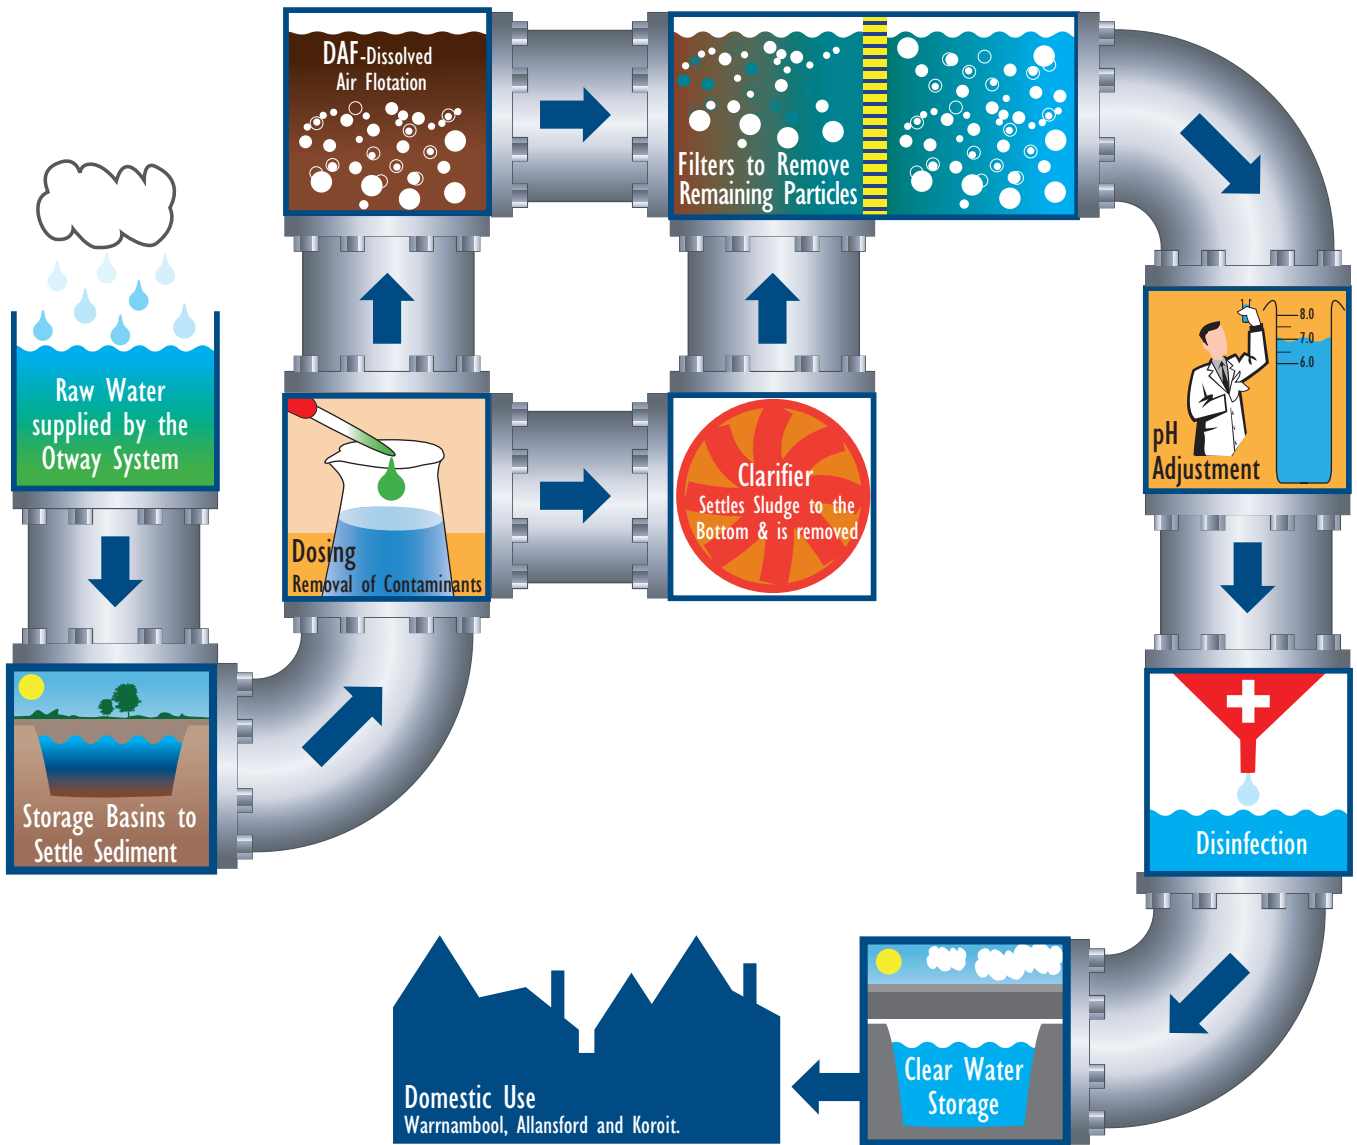 Raw Water
supplied by the
Otway System
Storage Basins to
Settle Sediment
Dosing
Removal of Contaminants
DAF-Dissolved
Air Flotation
Clarifier
Settles Sludge to the
Bottom & is removed
Filters to Remove
Remaining Particles
8.0
7.0
6.0
pH
Adjustment
Disinfection
Clear Water
Storage
Domestic Use
Warrnambool, Allansford and Koroit.